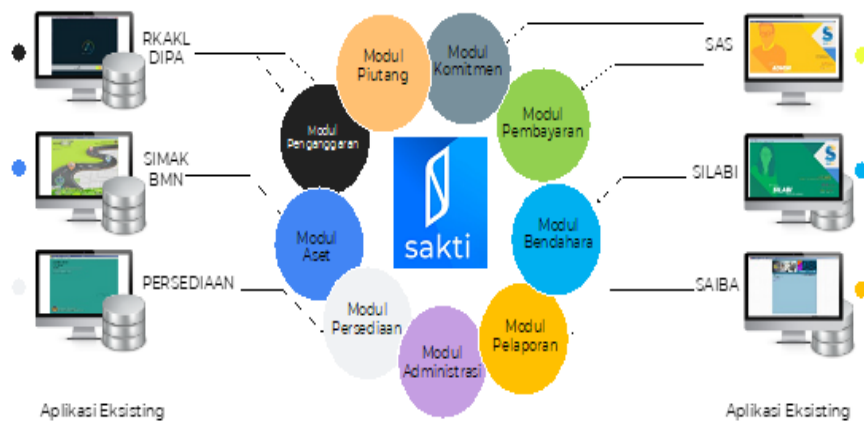 RKAKL
DIPA
SIMAK
BMN
PERSEDIAAN
Aplikasi Eksisting
Modul
Piutang
Modul
Komitmen
Modul
Penganggaran
Modul
Pembayaran
Modul
Aset
sakti
Modul
Bendahara
Modul
Persediaan
Modul
Administrasi
Modul
Pelaporan
SAS
SILABI
SAIBA
SILABI
Aplikasi Eksisting